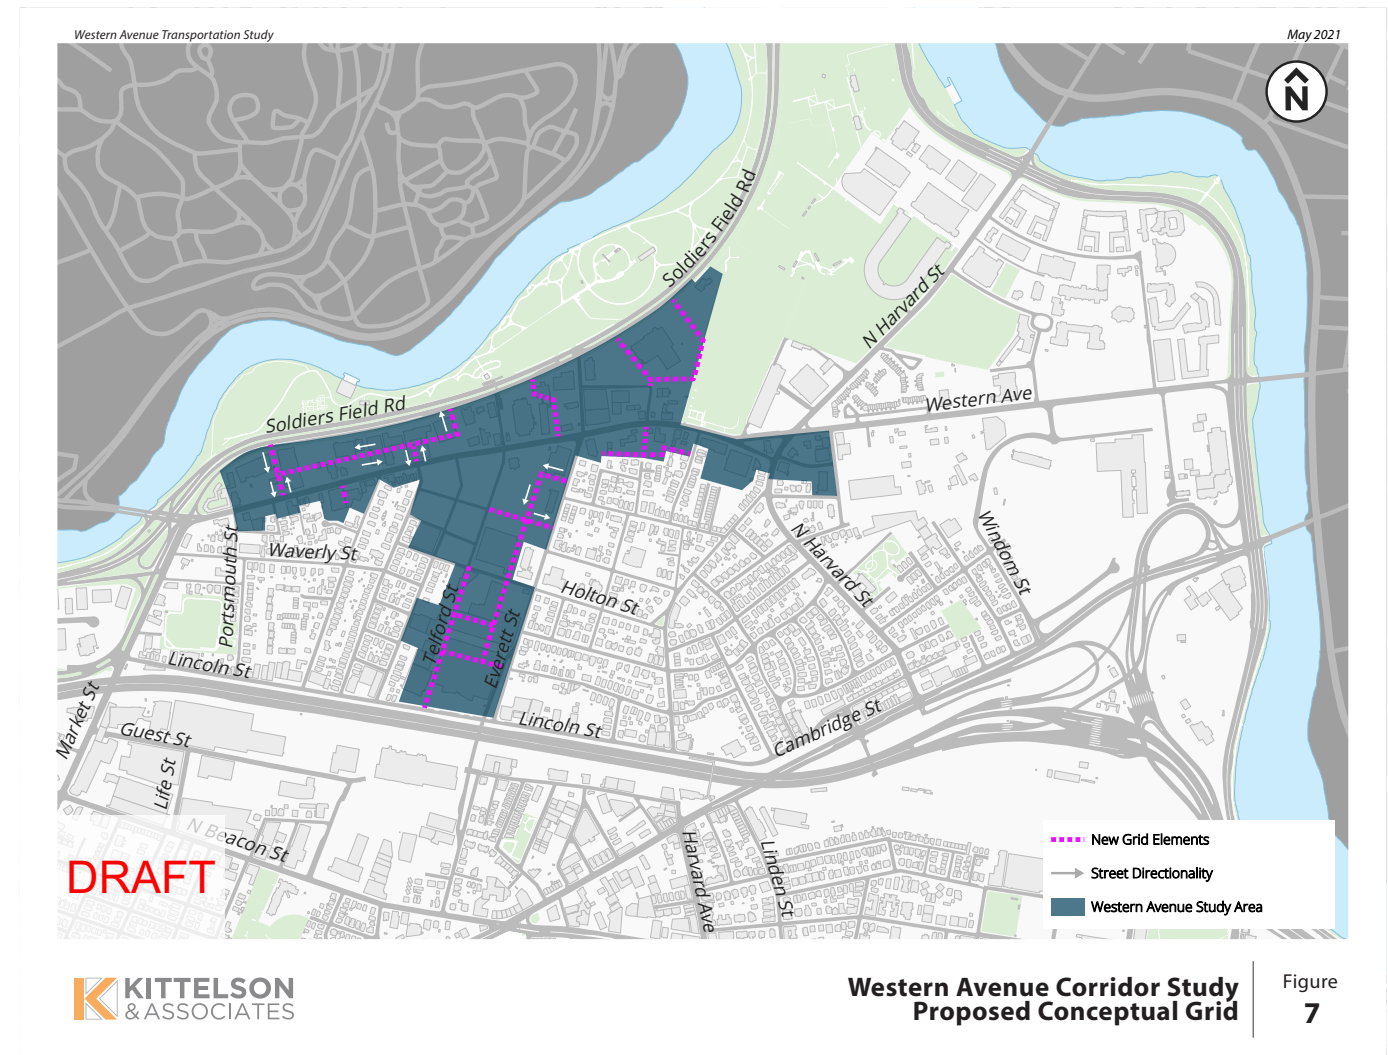 Western Avenue Transportation Study
May 2021
N
Soldiers Field Rd
N Harvard St
Western Ave
Soldiers Field Rd
Portsmouth St
Waverly St
Telford St
Everett St
Holton St
N Harvard St
Windom St
Lincoln St
Market St
Guest St
Life St
Lincoln St
Cambridge St
N Beacon St
Harvard Ave
Linden St
DRAFT
New Grid Elements
Street Directionality
Western Avenue Study Area
KITTELSON
& ASSOCIATES
Western Avenue Corridor Study
Proposed Conceptual Grid
Figure
7